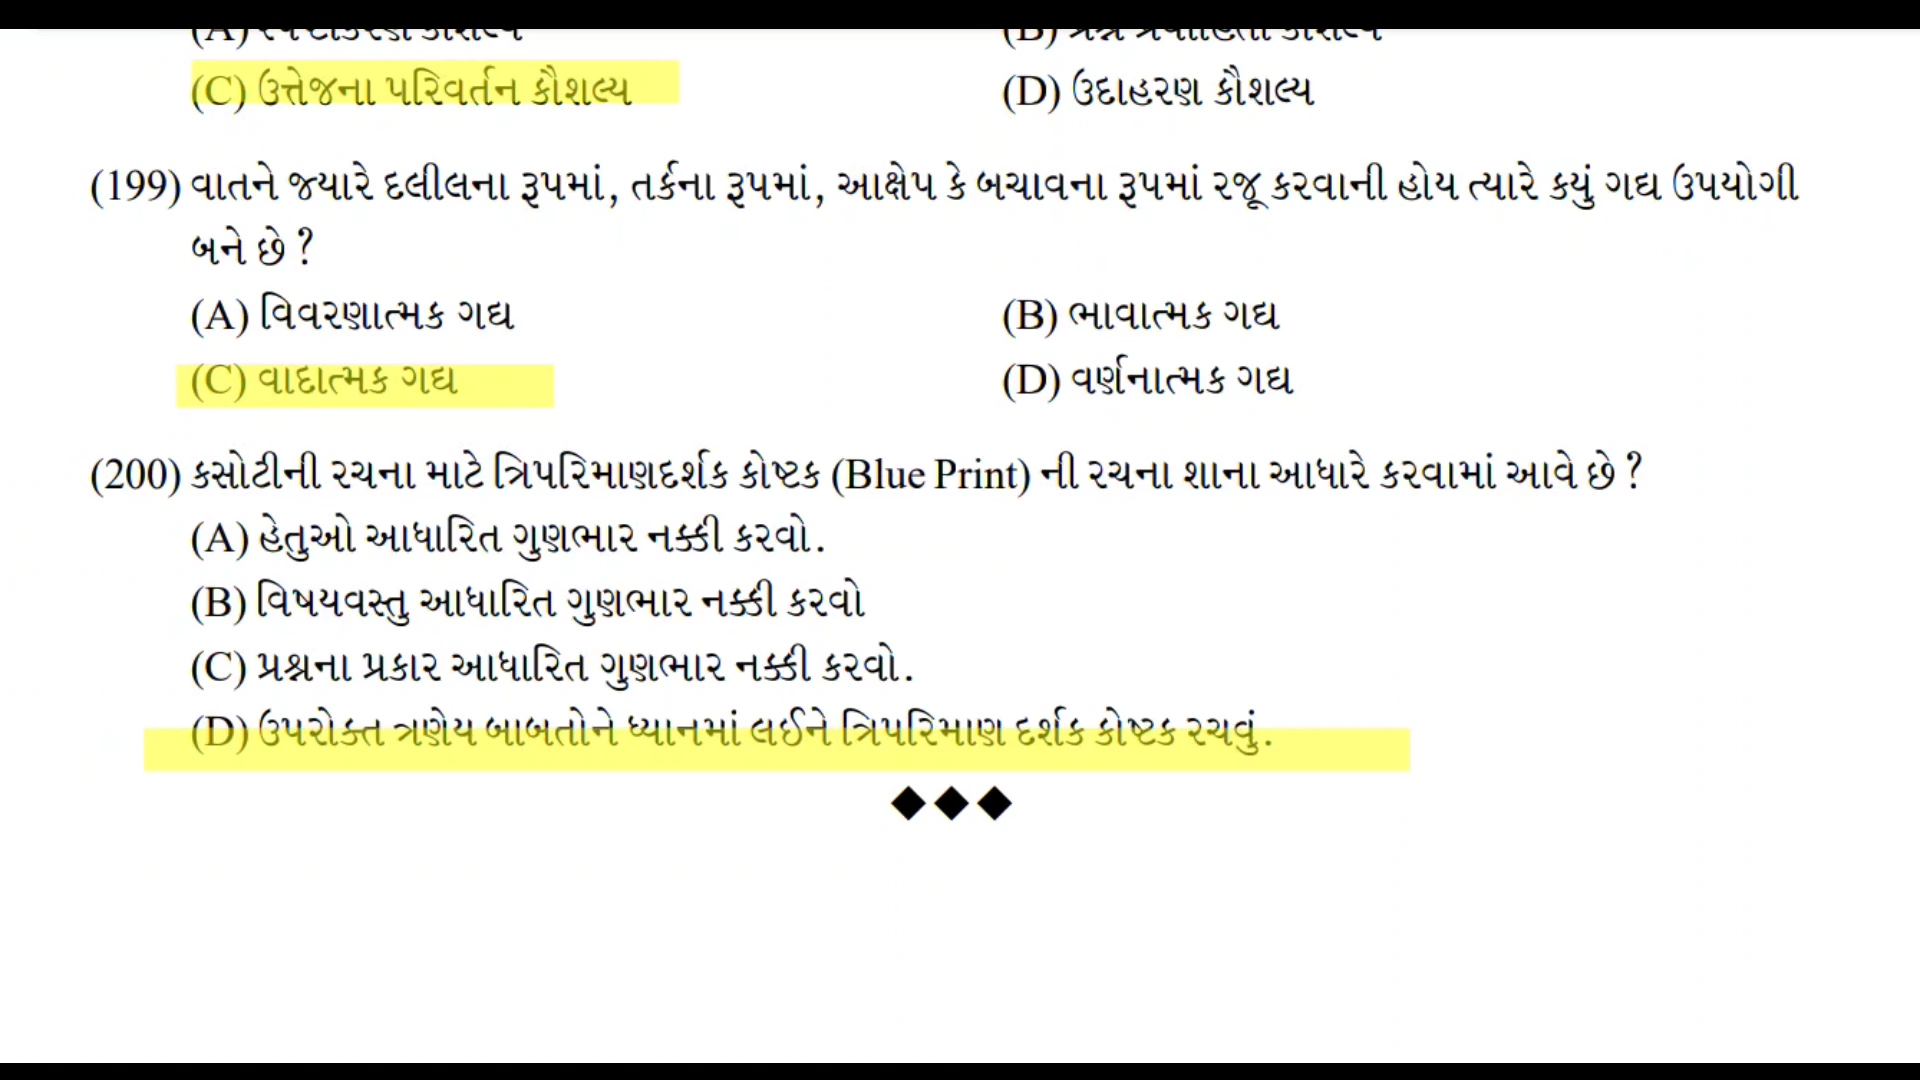 (C) ઉત્તેજના પરિવર્તન કૌશલ્ય (D) ઉદાહરણ કૌશલ્ય
(199) વાતને જ્યારે દલીલના રૂપમાં, તર્કના રૂપમાં, આક્ષેપ કે બચાવના રૂપમાં રજૂ કરવાની હોય ત્યારે કયું ગદ્ય ઉપયોગી
બને છે ?
(A) વિવરણાત્મક ગદ્ય (B) ભાવાત્મક ગદ્ય
(C) વાદાત્મક ગદ્ય (D) વર્ણનાત્મક ગદ્ય
(200) કસોટીની રચના માટે ત્રિપરિમાણદર્શક કોષ્ટક (Blue Print) ની રચના શાના આધારે કરવામાં આવે છે ?
(A) હેતુઓ આધારિત ગુણભાર નક્કી કરવો.
(B) વિષયવસ્તુ આધારિત ગુણભાર નક્કી કરવો
(C) પ્રશ્નના પ્રકાર આધારિત ગુણભાર નક્કી કરવો.
(D) ઉપરોક્ત ત્રણેય બાબતોને ધ્યાનમાં લઈને ત્રિપરિમાણ દર્શક કોષ્ટક રચવું.